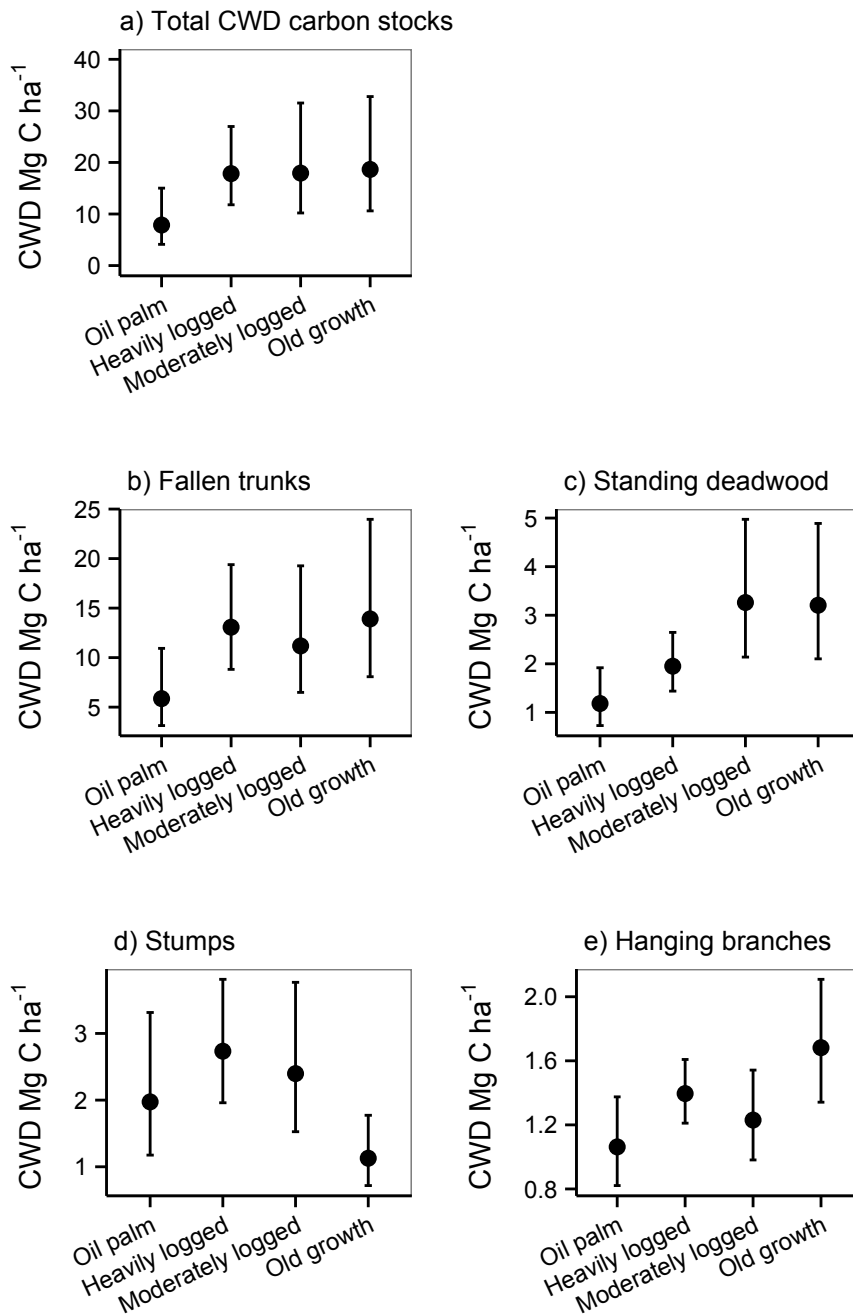 a) Total CWD carbon stocks
CWD Mg C ha⁻¹
40
30
20
10
0
Oil palm
Heavily logged
Moderately logged
Old growth
b) Fallen trunks
CWD Mg C ha⁻¹
25
20
15
10
5
Oil palm
Heavily logged
Moderately logged
Old growth
c) Standing deadwood
CWD Mg C ha⁻¹
5
4
3
2
1
Oil palm
Heavily logged
Moderately logged
Old growth
d) Stumps
CWD Mg C ha⁻¹
3
2
1
Oil palm
Heavily logged
Moderately logged
Old growth
e) Hanging branches
CWD Mg C ha⁻¹
2.0
1.6
1.2
0.8
Oil palm
Heavily logged
Moderately logged
Old growth